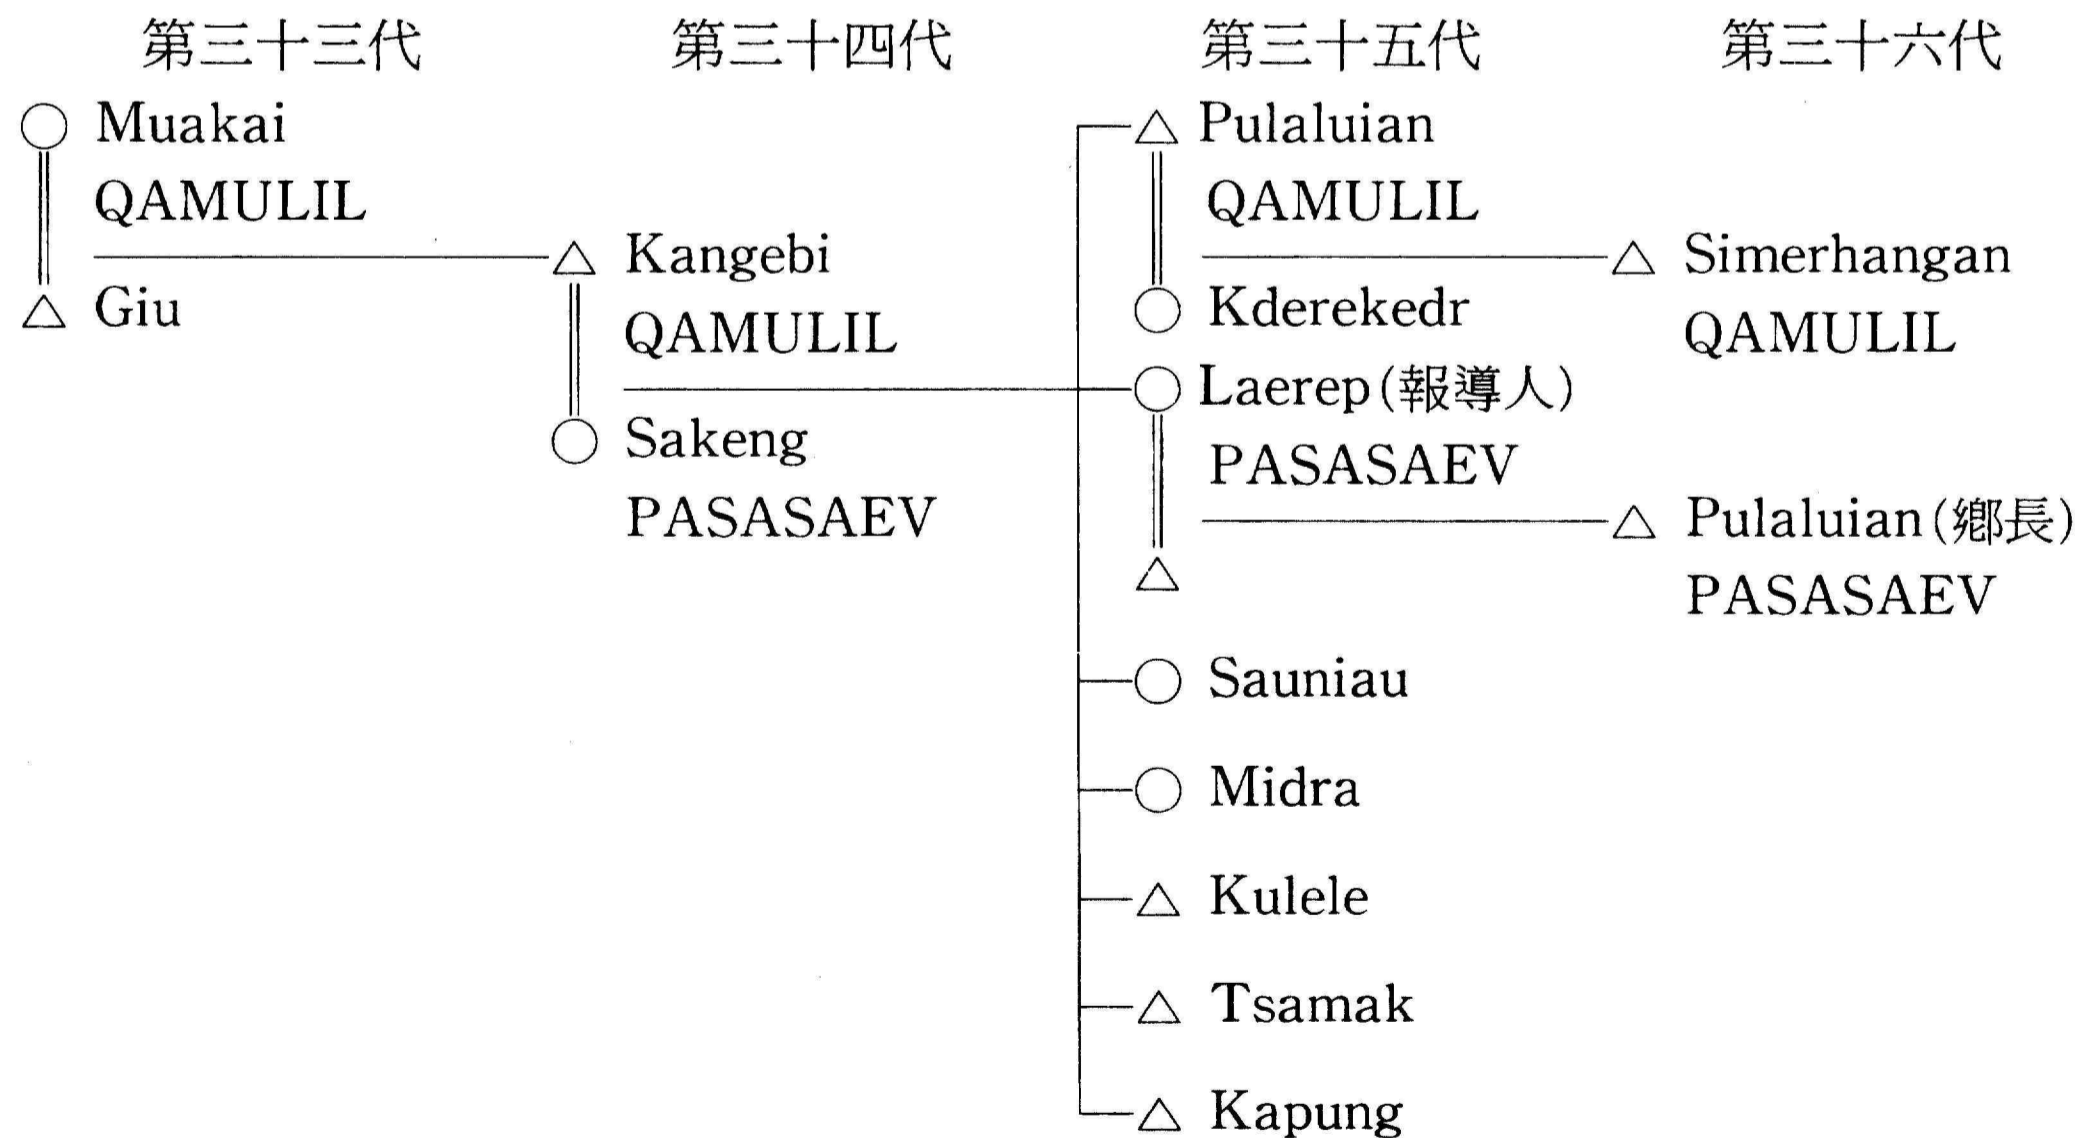 第三十三代
第三十四代
第三十五代
第三十六代
Muakai
QAMULIL
Giu
Kangebi
QAMULIL
Sakeng
PASASAEV
Pulaluian
QAMULIL
Kderekedr
Laerep(報導人)
PASASAEV
Sauniau
Midra
Kulele
Tsamak
Kapung
Simerhangan
QAMULIL
Pulaluian(鄉長)
PASASAEV